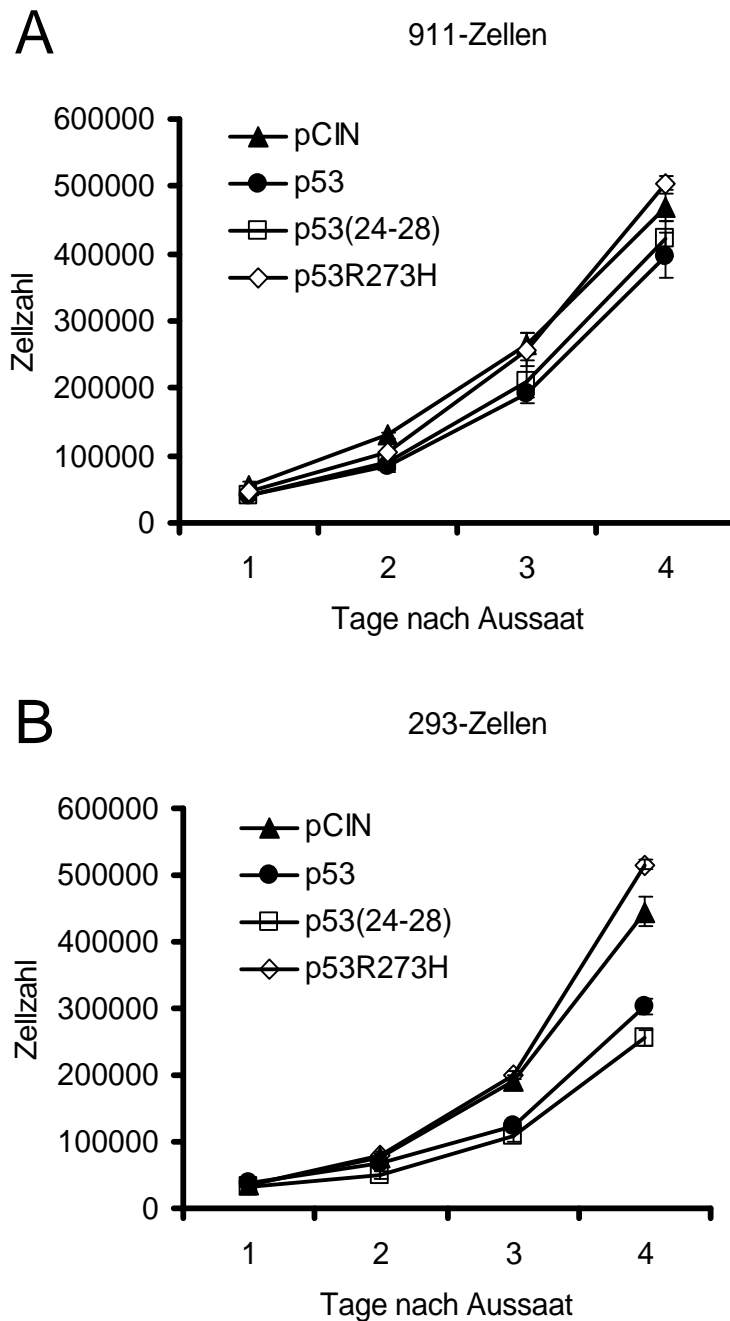 A
911-Zellen
600000
500000
400000
300000
200000
100000
0
Zellzahl
pCIN
p53
p53(24-28)
p53R273H
1 2 3 4
Tage nach Aussaat
B
293-Zellen
600000
500000
400000
300000
200000
100000
0
Zellzahl
pCIN
p53
p53(24-28)
p53R273H
1 2 3 4
Tage nach Aussaat